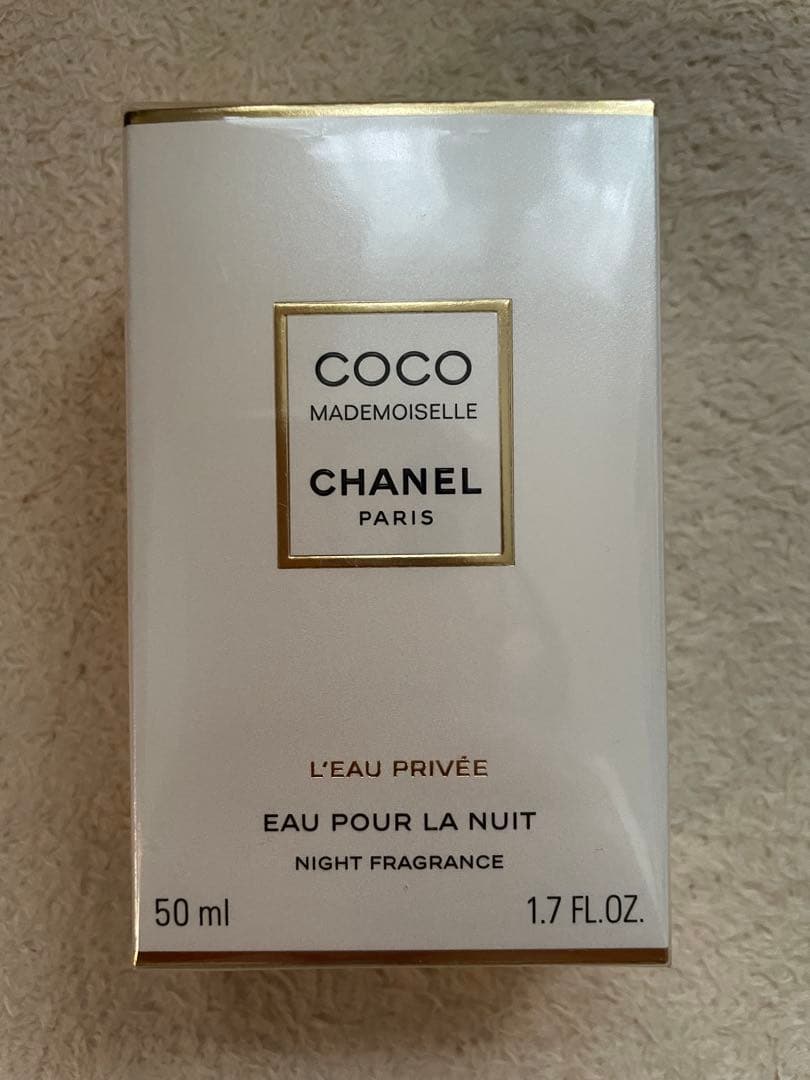 COCO
MADEMOISELLE
CHANEL
PARIS
L'EAU PRIVÉE
EAU POUR LA NUIT
NIGHT FRAGRANCE
50 ml 1.7 FL.OZ.